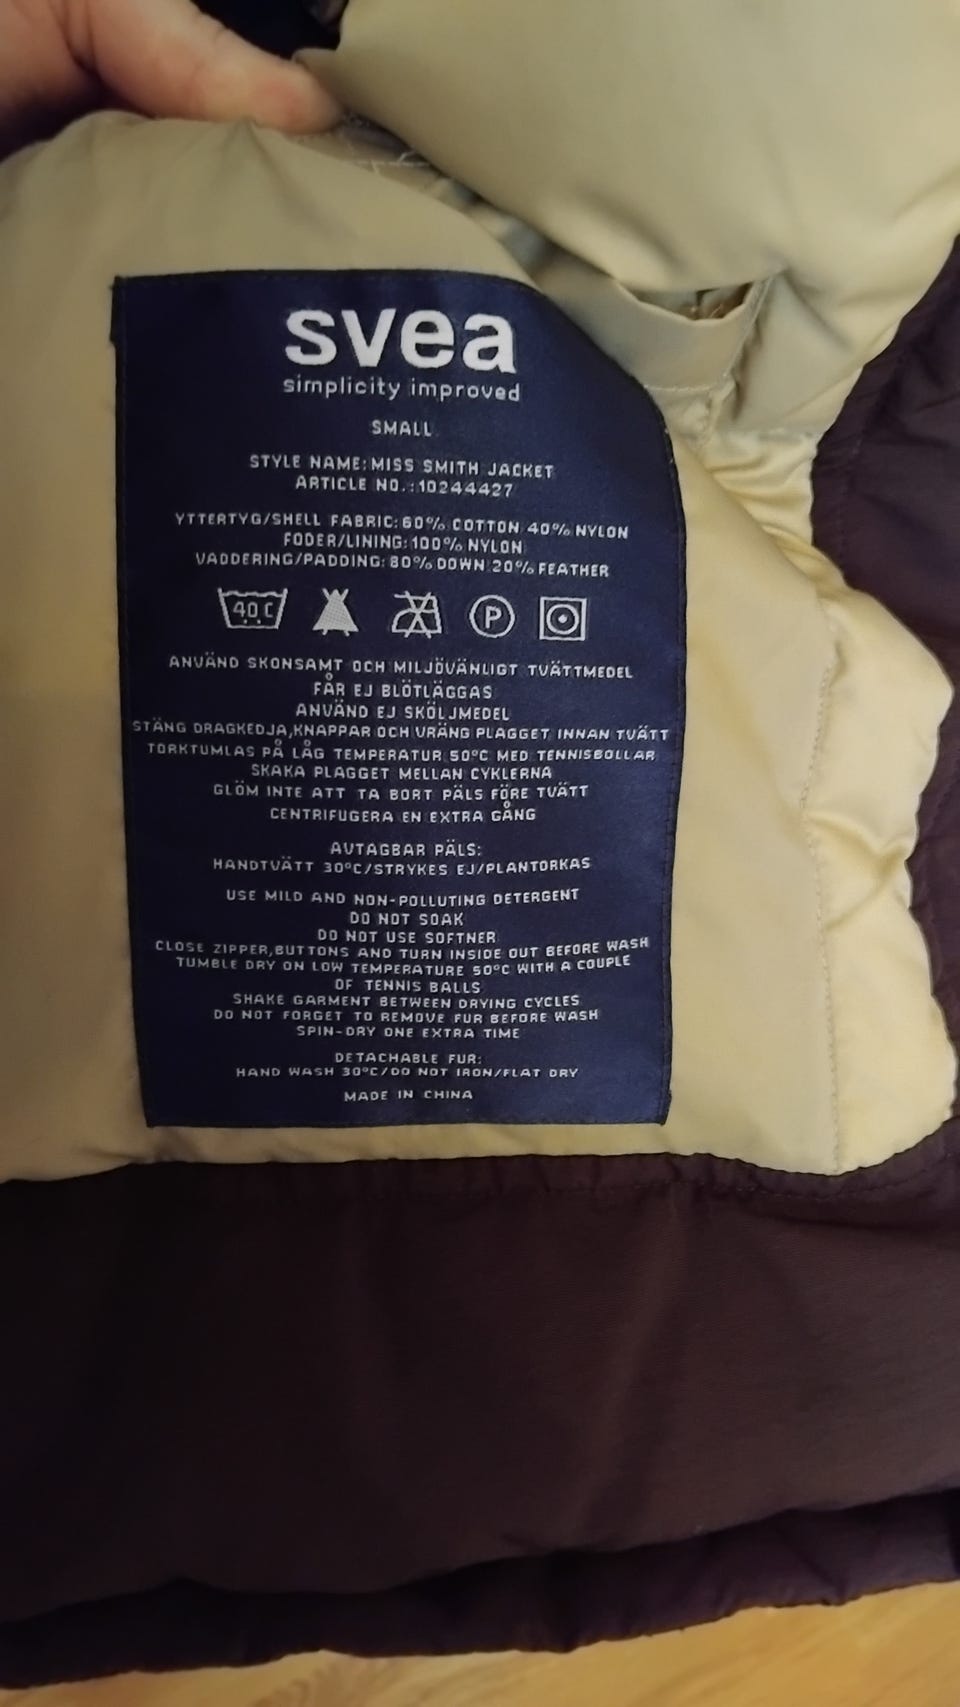 svea
simplicity improved
SMALL
STYLE NAME:MISS SMITH JACKET
ARTICLE NO.:10244427
YTTERTYG/SHELL FABRIC:60% COTTON 40% NYLON
FODER/LINING:100% NYLON
VADDERING/PADDING:80% DOWN 20% FEATHER
40C P
ANVÄND SKONSAMT OCH MILJÖVÄNLIGT TVÄTTMEDEL
FÅR EJ BLÖTLÄGGAS
ANVÄND EJ SKÖLJMEDEL
STÄNG DRAGKEDJA,KNAPPAR OCH VRÄNG PLAGGET INNAN TVÄTT
TORKTUMLAS PÅ LÅG TEMPERATUR 50°C MED TENNISBOLLAR
SKAKA PLAGGET MELLAN CYKLERNA
GLÖM INTE ATT TA BORT PÄLS FÖRE TVÄTT
CENTRIFUGERA EN EXTRA GÅNG
AVTAGBAR PÄLS:
HANDTVÄTT 30°C/STRYKES EJ/PLANTORKAS
USE MILD AND NON-POLLUTING DETERGENT
DO NOT SOAK
DO NOT USE SOFTNER
CLOSE ZIPPER,BUTTONS AND TURN INSIDE OUT BEFORE WASH
TUMBLE DRY ON LOW TEMPERATURE 50°C WITH A COUPLE
OF TENNIS BALLS
SHAKE GARMENT BETWEEN DRYING CYCLES
DO NOT FORGET TO REMOVE FUR BEFORE WASH
SPIN-DRY ONE EXTRA TIME
DETACHABLE FUR:
HAND WASH 30°C/DO NOT IRON/FLAT DRY
MADE IN CHINA